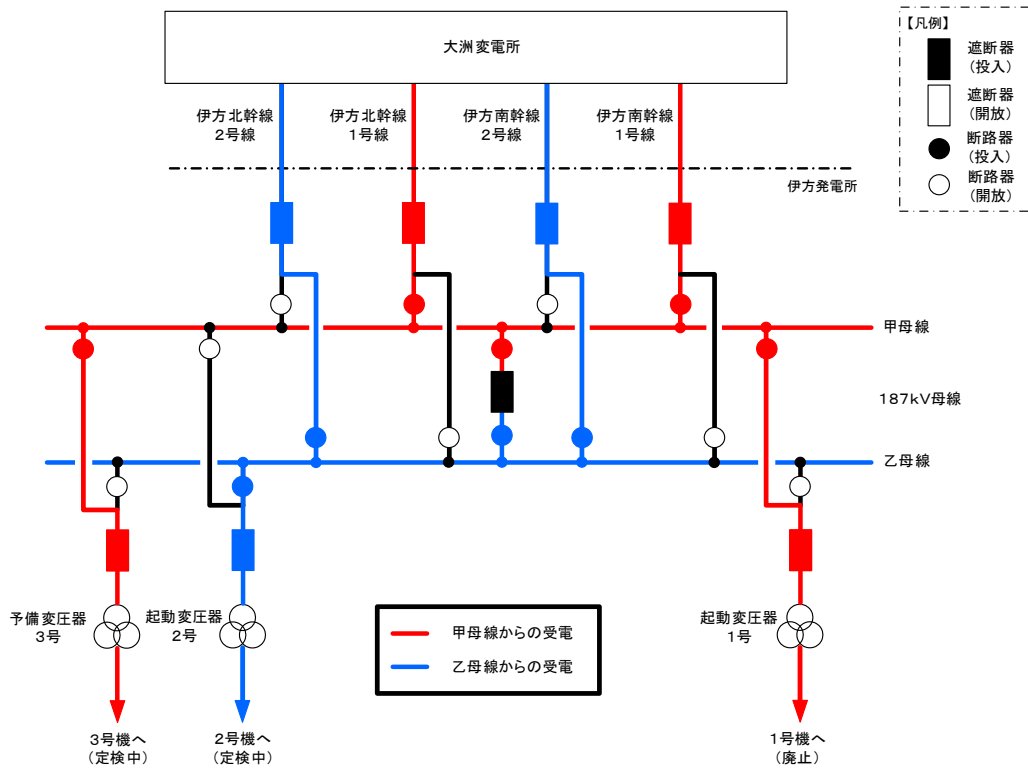 大洲変電所
【凡例】
遮断器
(投入)
遮断器
(開放)
断路器
(投入)
断路器
(開放)
伊方北幹線
2号線
伊方北幹線
1号線
伊方南幹線
2号線
伊方南幹線
1号線
伊方発電所
甲母線
187kV母線
乙母線
予備変圧器
3号
起動変圧器
2号
起動変圧器
1号
甲母線からの受電
乙母線からの受電
3号機へ
(定検中)
2号機へ
(定検中)
1号機へ
(廃止)